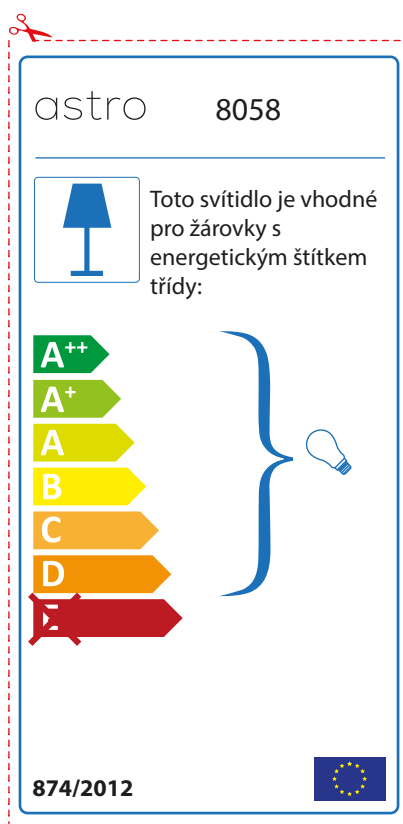 astro 8058
Toto svítidlo je vhodné
pro žárovky s
energetickým štítkem
třídy:
A++
A+
A
B
C
D
E
874/2012